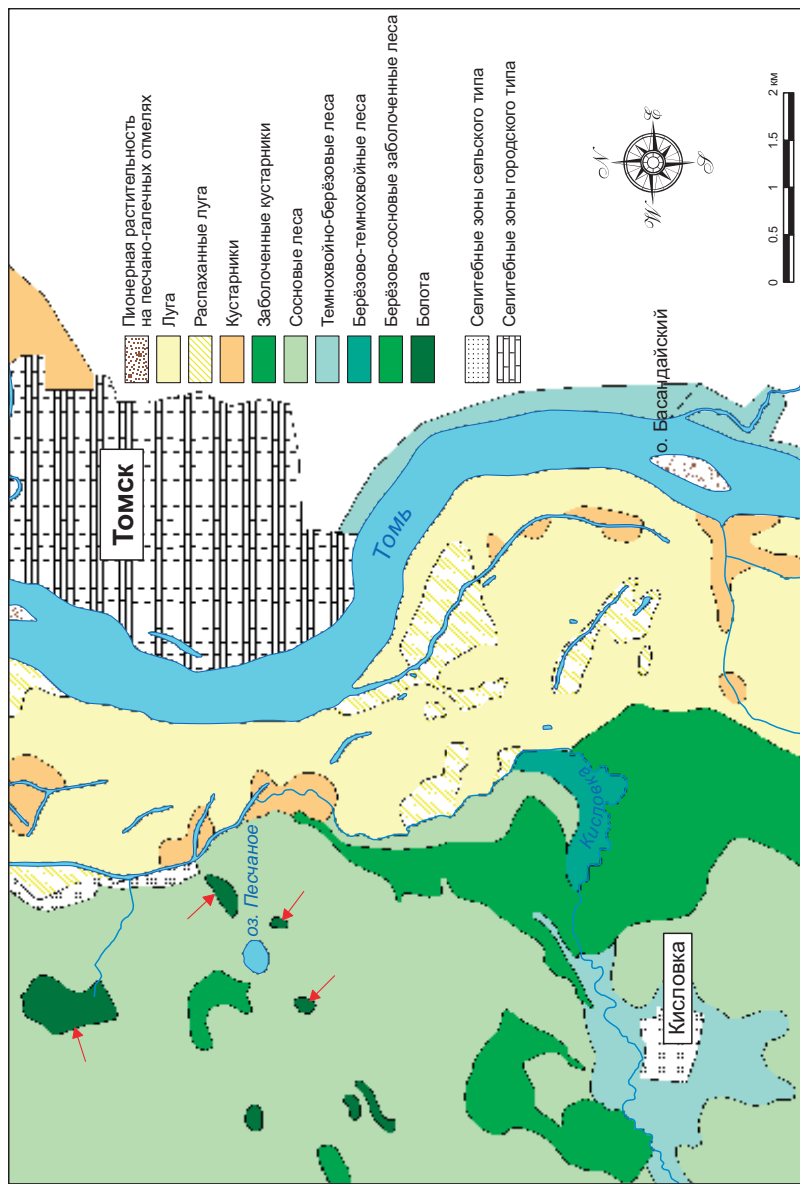 Томск
Томь
о. Басандайский
оз. Песчаное
Кисловка
Кисловка
Пионерная растительность
на песчано-галечных отмелях
Луга
Распаханные луга
Кустарники
Заболоченные кустарники
Сосновые леса
Темнохвойно-берёзовые леса
Берёзово-темнохвойные леса
Берёзово-сосновые заболоченные леса
Болота
Селитебные зоны сельского типа
Селитебные зоны городского типа
N
W
E
S
0 0.5 1 1.5 2 км